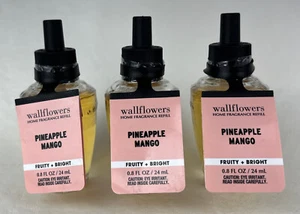 wallflowers
HOME FRAGRANCE REFILL
PINEAPPLE
MANGO
FRUITY + BRIGHT
0.8 FL OZ / 24 mL
CAUTION: EYE IRRITANT.
READ INSIDE CAREFULLY.
wallflowers
HOME FRAGRANCE REFILL
PINEAPPLE
MANGO
FRUITY + BRIGHT
0.8 FL OZ / 24 mL
CAUTION: EYE IRRITANT.
READ INSIDE CAREFULLY.
wallflowers
HOME FRAGRANCE REFILL
PINEAPPLE
MANGO
FRUITY + BRIGHT
0.8 FL OZ / 24 mL
CAUTION: EYE IRRITANT.
READ INSIDE CAREFULLY.